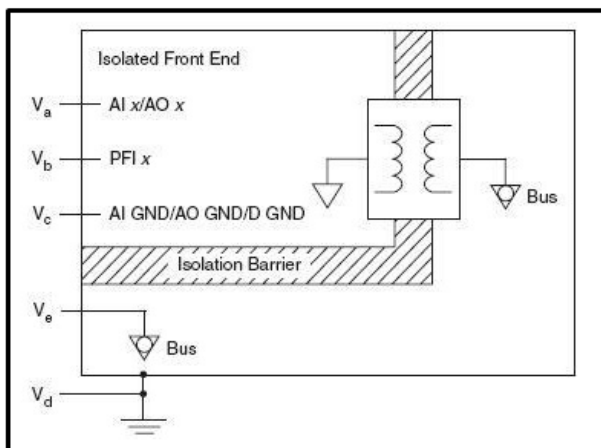 Isolated Front End
Va
AI x/AO x
Vb
PFI x
Vc
AI GND/AO GND/D GND
Bus
Isolation Barrier
Ve
Bus
Vd